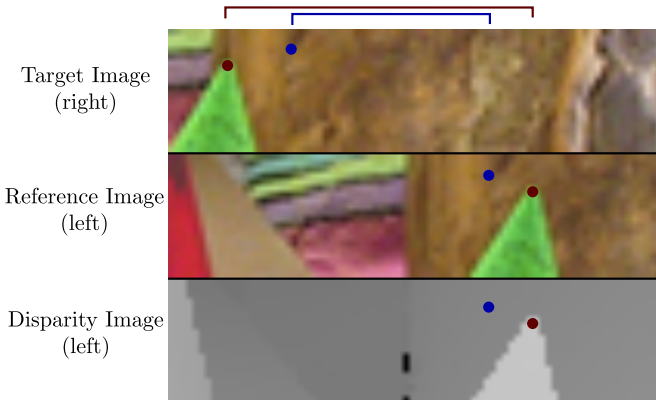 Target Image
(right)
Reference Image
(left)
Disparity Image
(left)